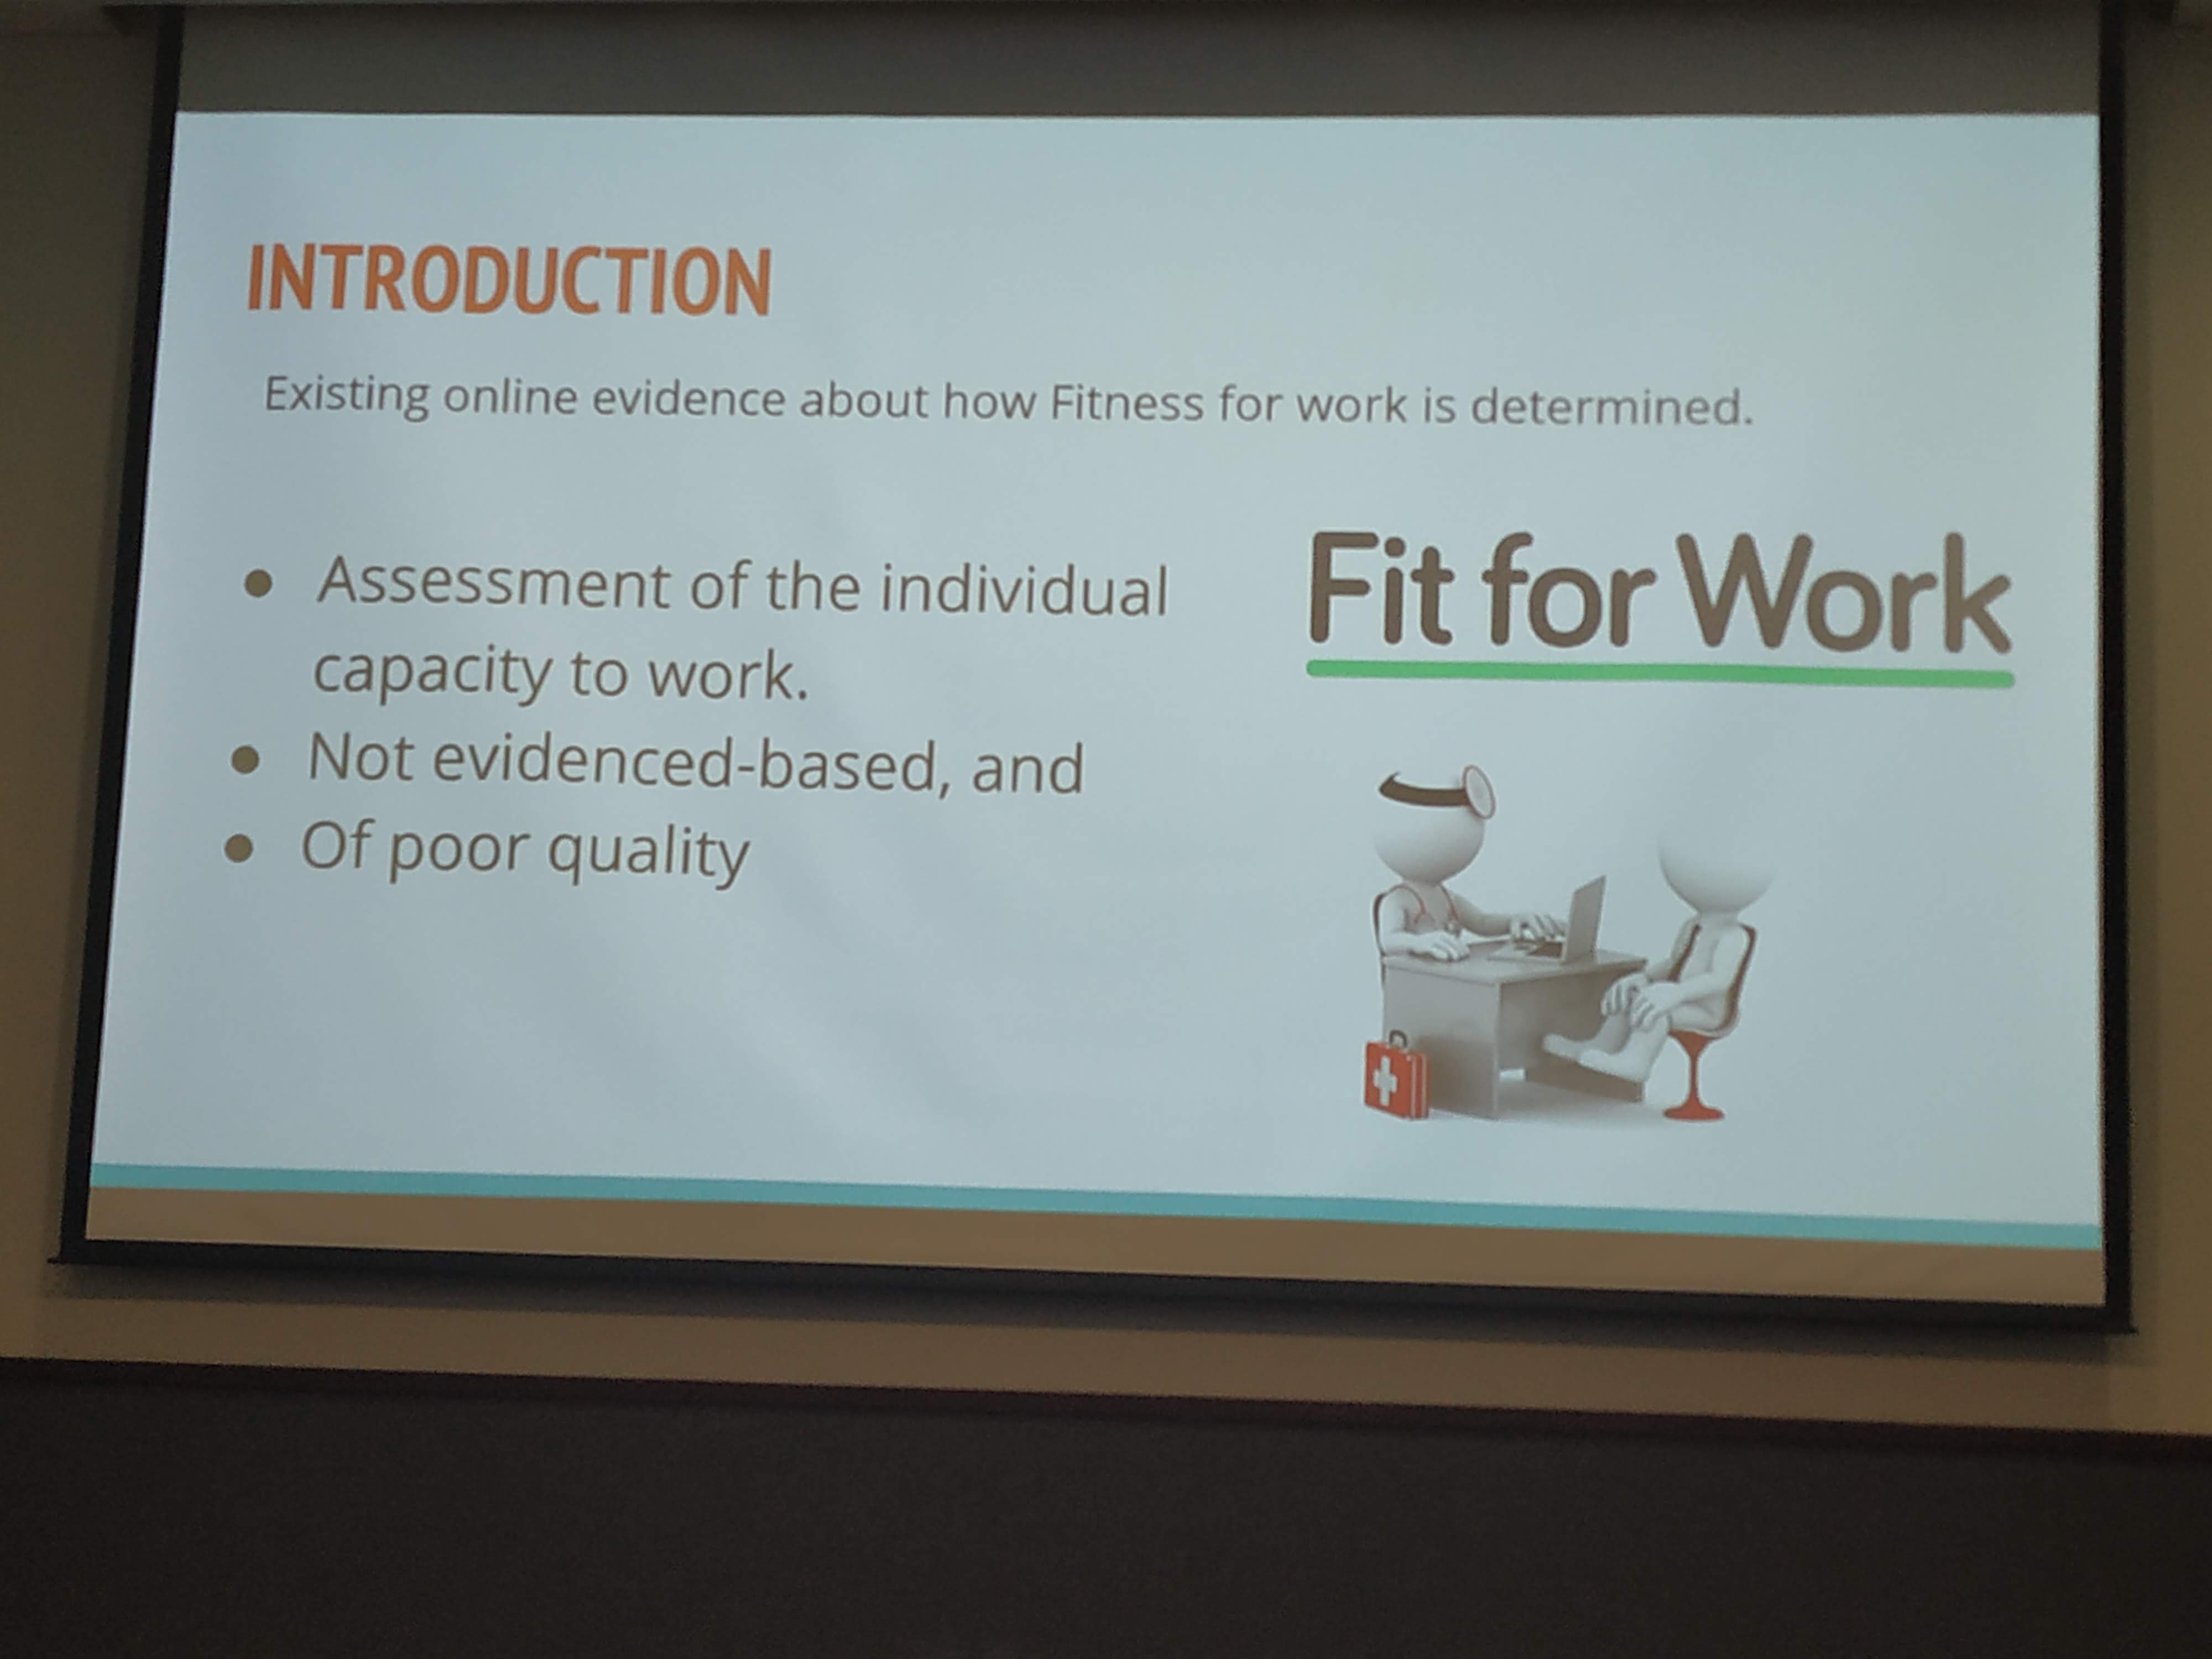 INTRODUCTION
Existing online evidence about how Fitness for work is determined.
● Assessment of the individual
capacity to work.
● Not evidenced-based, and
● Of poor quality
Fit for Work